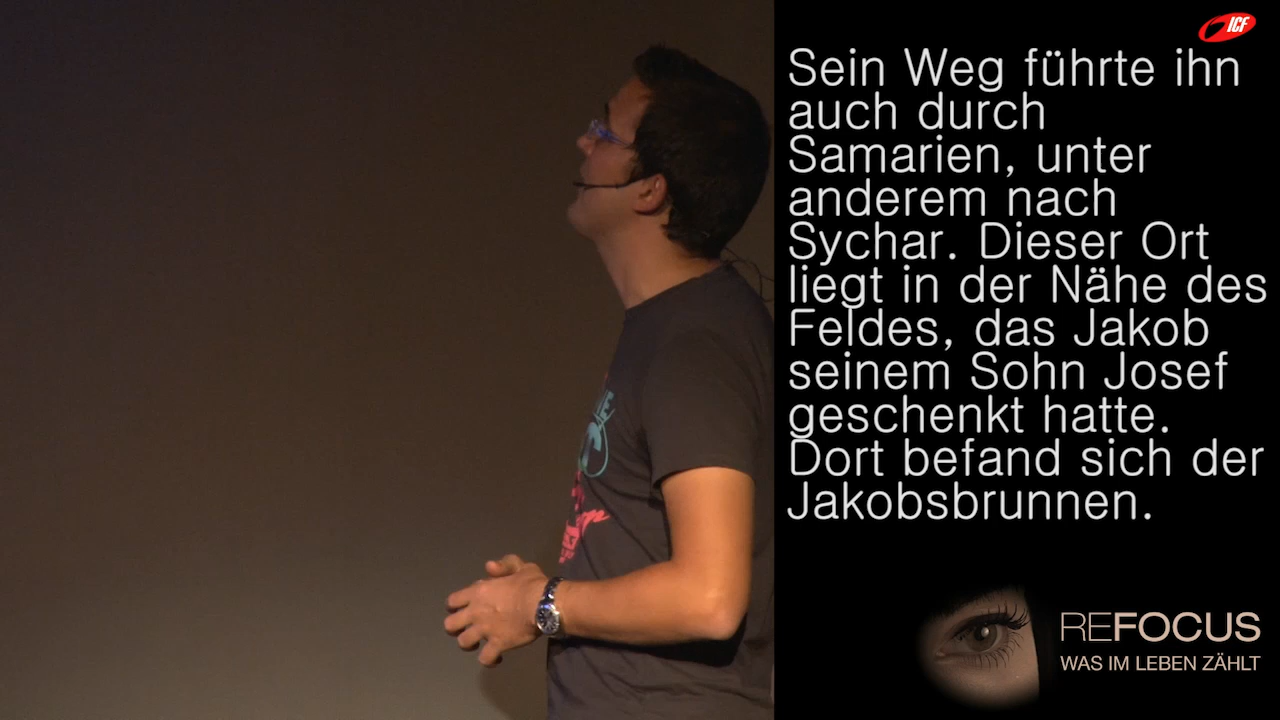 ICF
Sein Weg führte ihn
auch durch
Samarien, unter
anderem nach
Sychar. Dieser Ort
liegt in der Nähe des
Feldes, das Jakob
seinem Sohn Josef
geschenkt hatte.
Dort befand sich der
Jakobsbrunnen.
REFOCUS
WAS IM LEBEN ZÄHLT